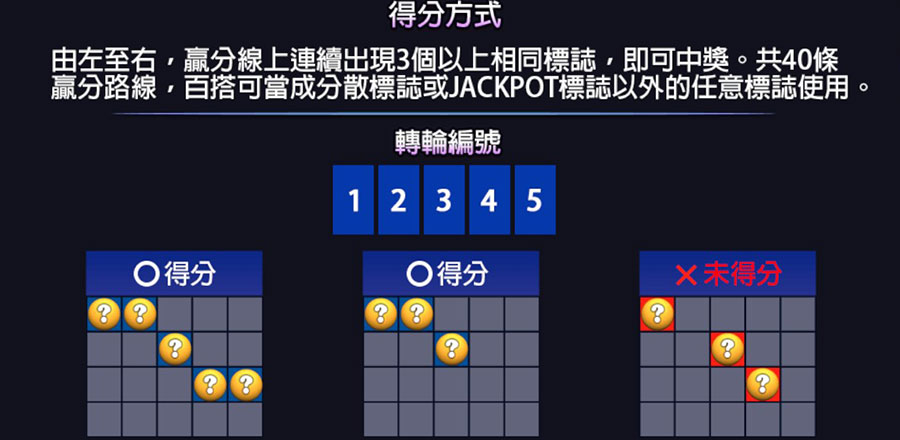 得分方式
由左至右，贏分線上連續出現3個以上相同標誌，即可中獎。共40條
贏分路線，百搭可當成分散標誌或JACKPOT標誌以外的任意標誌使用。
轉輪編號
1 2 3 4 5
〇得分 〇得分 ×未得分
? ? ? ? ?
? ? ?
? ? ?